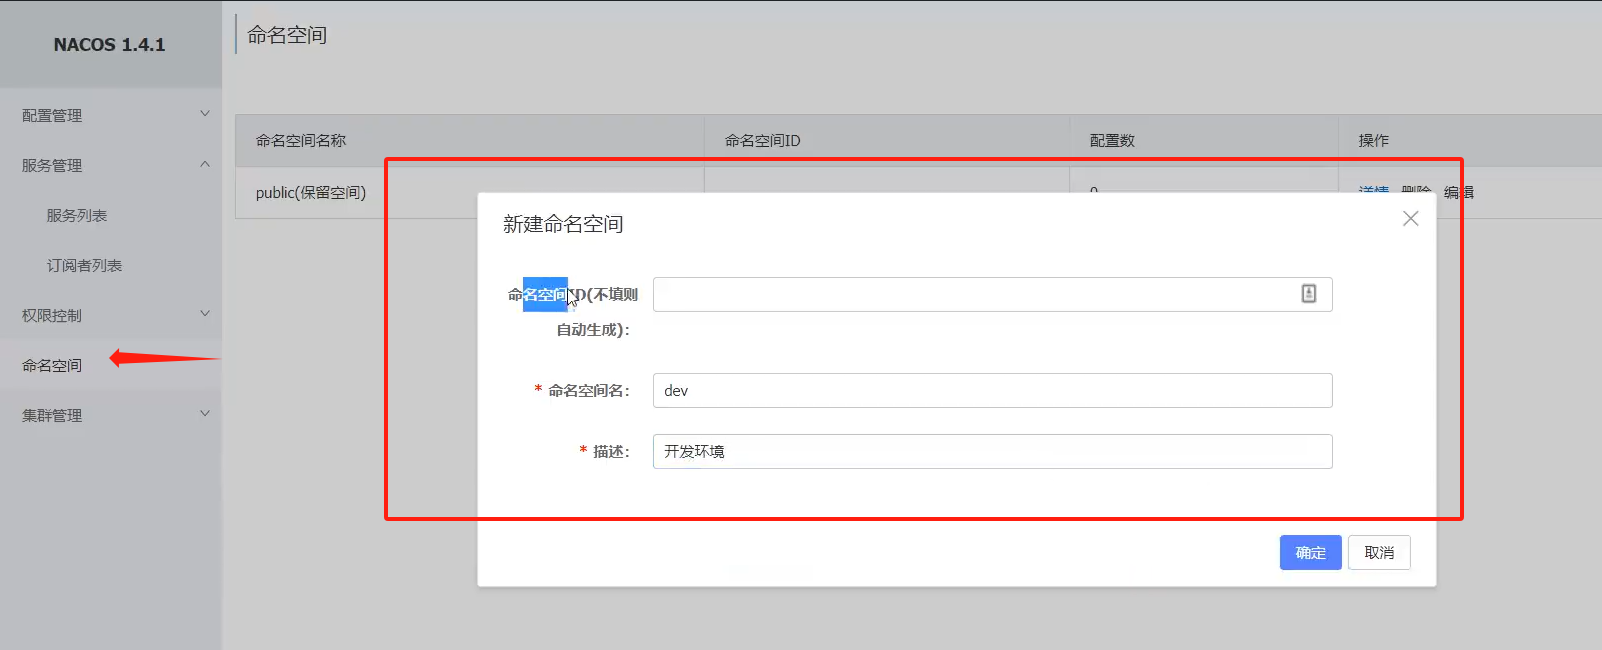 NACOS 1.4.1
配置管理
服务管理
服务列表
订阅者列表
权限控制
命名空间
集群管理
命名空间
命名空间名称 命名空间ID 配置数 操作
public(保留空间) 0 详情 删除 编辑
新建命名空间
命名空间ID(不填则
自动生成):
* 命名空间名: dev
* 描述: 开发环境
确定 取消